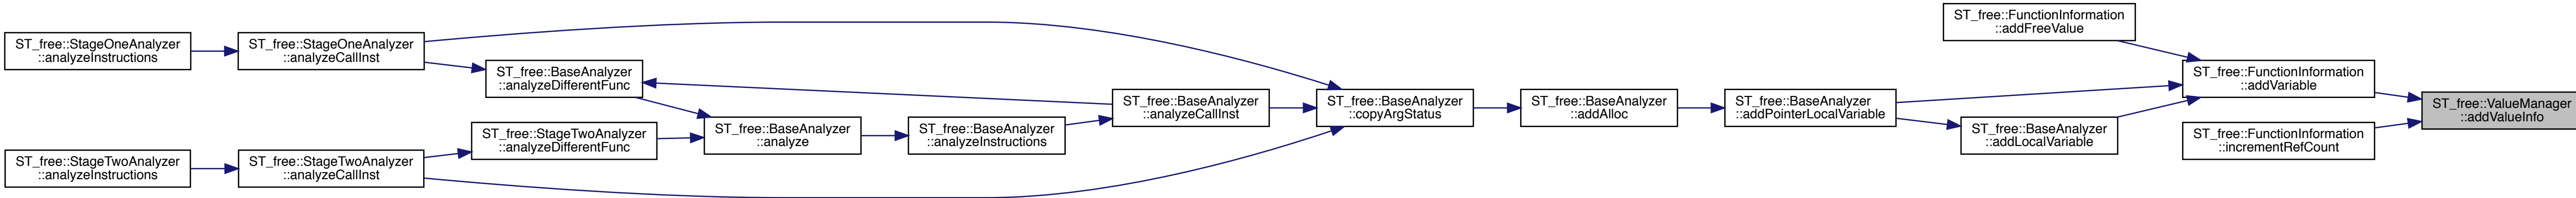 ST_free::StageOneAnalyzer
::analyzeInstructions
ST_free::StageOneAnalyzer
::analyzeCallInst
ST_free::BaseAnalyzer
::analyzeDifferentFunc
ST_free::StageTwoAnalyzer
::analyzeInstructions
ST_free::StageTwoAnalyzer
::analyzeCallInst
ST_free::StageTwoAnalyzer
::analyzeDifferentFunc
ST_free::BaseAnalyzer
::analyze
ST_free::BaseAnalyzer
::analyzeInstructions
ST_free::BaseAnalyzer
::analyzeCallInst
ST_free::BaseAnalyzer
::copyArgStatus
ST_free::BaseAnalyzer
::addAlloc
ST_free::BaseAnalyzer
::addPointerLocalVariable
ST_free::FunctionInformation
::addFreeValue
ST_free::BaseAnalyzer
::addLocalVariable
ST_free::FunctionInformation
::addVariable
ST_free::FunctionInformation
::incrementRefCount
ST_free::ValueManager
::addValueInfo